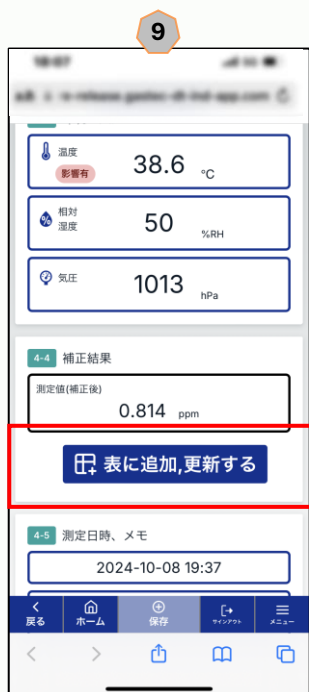 9
温度
影響有
38.6 °C
相対
湿度
50 %RH
気圧
1013 hPa
4-4 補正結果
測定値(補正後)
0.814 ppm
表に追加,更新する
4-5 測定日時、メモ
2024-10-08 19:37
戻る ホーム 保存 サインアウト メニュー